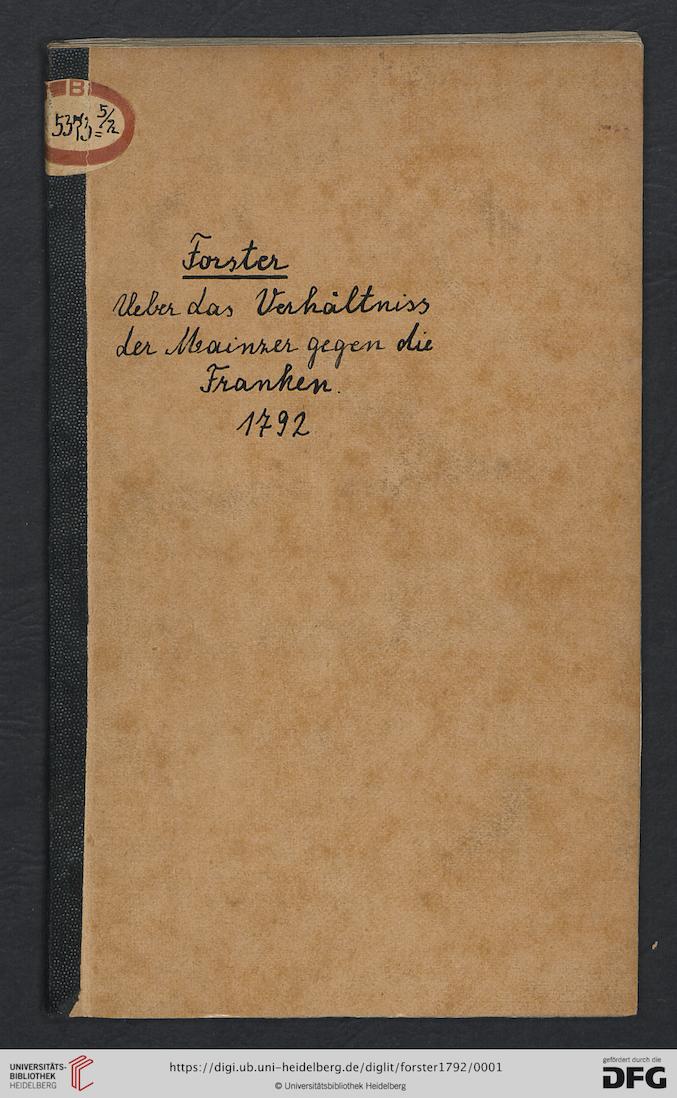 B
5373=5/2
Forster
Ueber das Verhältniss
der Mainzer gegen die
Franken.
1792
UNIVERSITÄTS-
BIBLIOTHEK
HEIDELBERG
https://digi.ub.uni-heidelberg.de/diglit/forster1792/0001
© Universitätsbibliothek Heidelberg
gefördert durch die
DFG